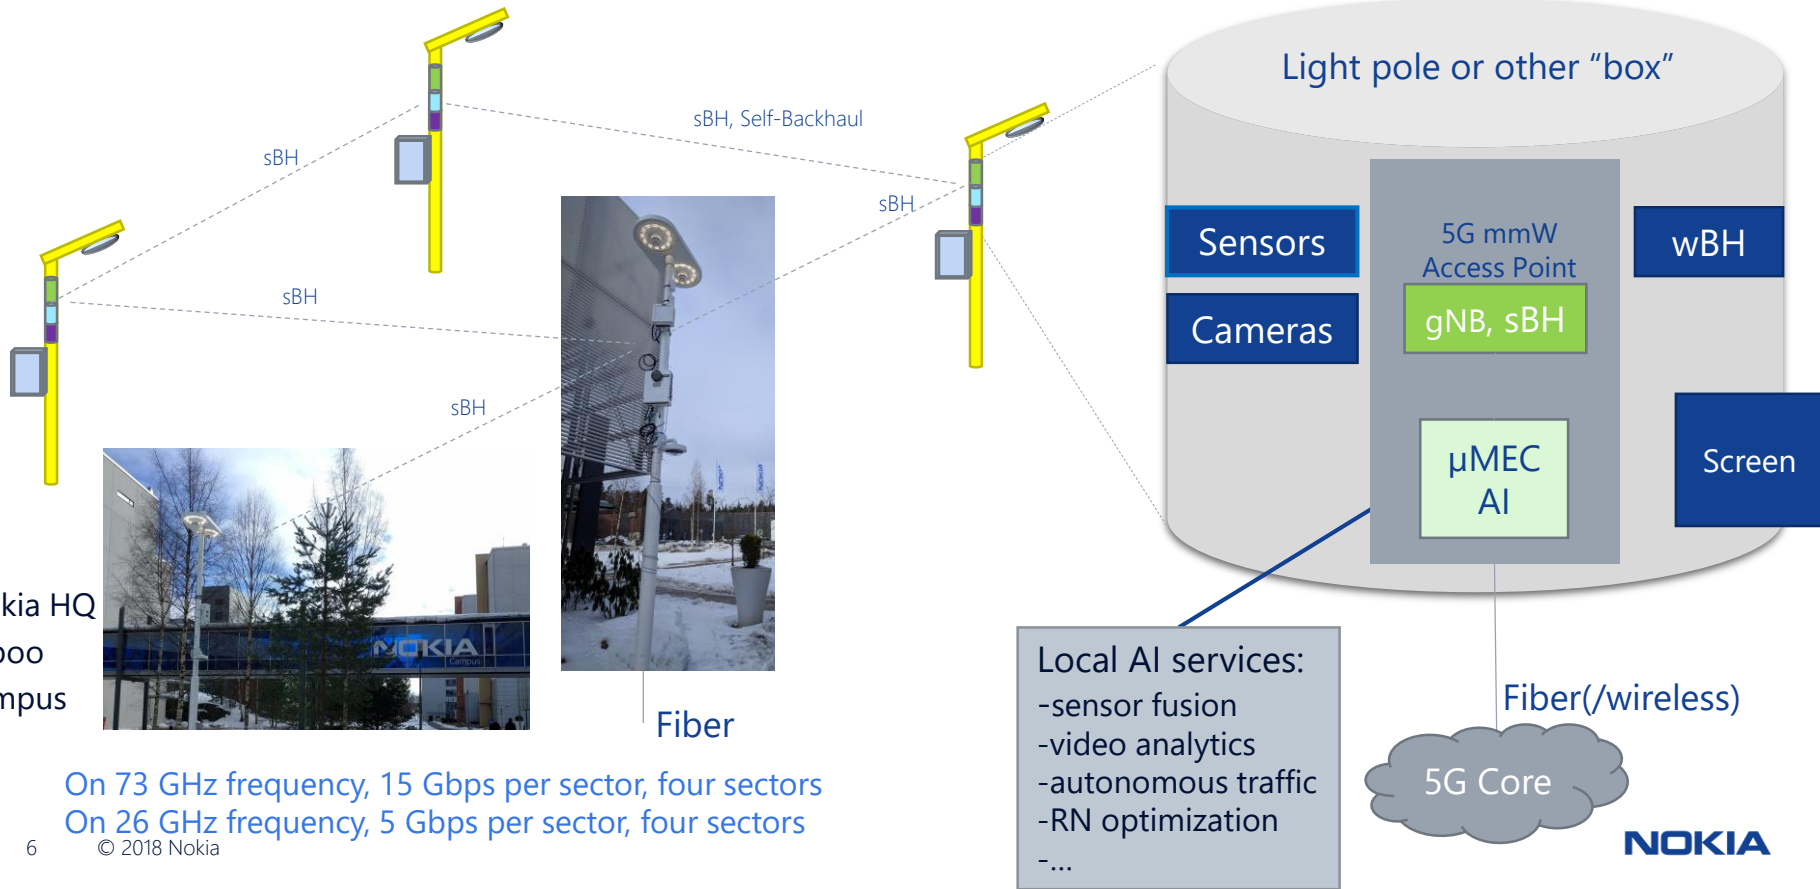 Light pole or other “box”
sBH, Self-Backhaul
sBH
sBH
sBH
sBH
Sensors
Cameras
5G mmW
Access Point
gNB, sBH
wBH
µMEC
AI
Screen
NOKIA
Campus
kia HQ
poo
mpus
Fiber
Local AI services:
-sensor fusion
-video analytics
-autonomous traffic
-RN optimization
-...
Fiber(/wireless)
5G Core
On 73 GHz frequency, 15 Gbps per sector, four sectors
On 26 GHz frequency, 5 Gbps per sector, four sectors
6 © 2018 Nokia
NOKIA